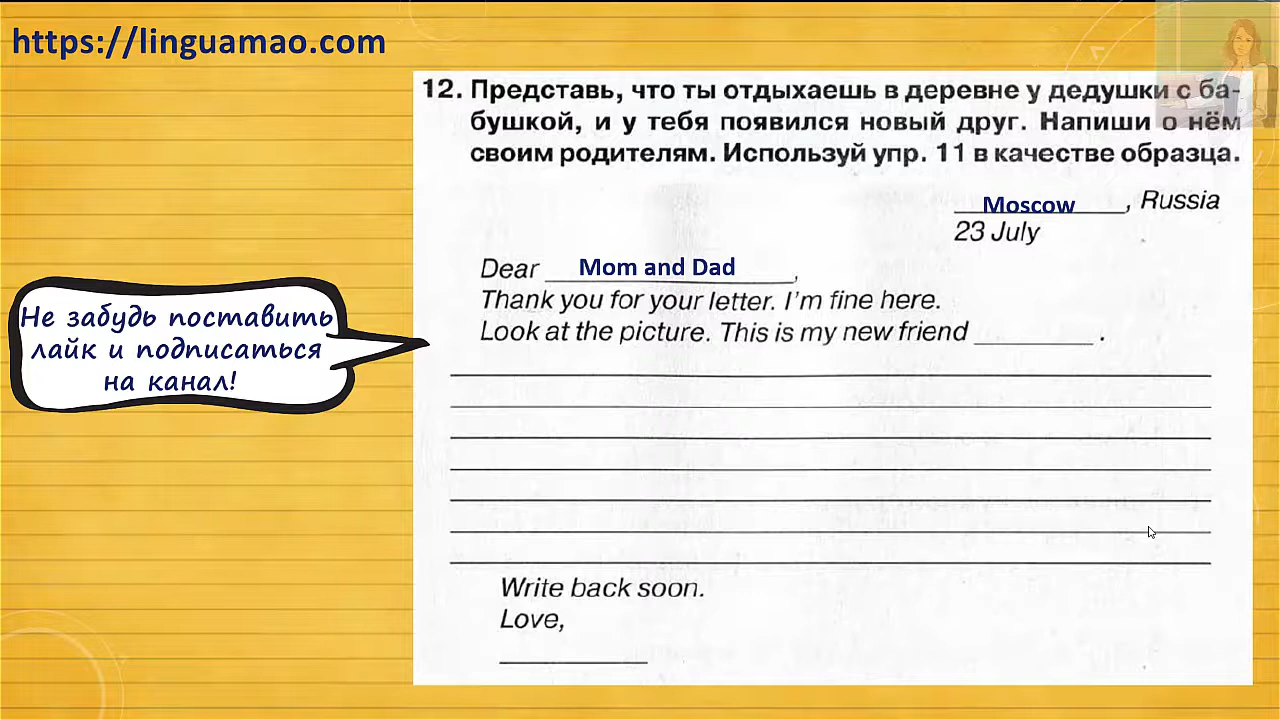 https://linguamao.com
12. Представь, что ты отдыхаешь в деревне у дедушки с ба-
бушкой, и у тебя появился новый друг. Напиши о нём
своим родителям. Используй упр. 11 в качестве образца.
Moscow, Russia
23 July
Dear Mom and Dad,
Thank you for your letter. I'm fine here.
Look at the picture. This is my new friend __________ .
Не забудь поставить
лайк и подписаться
на канал!
Write back soon.
Love,